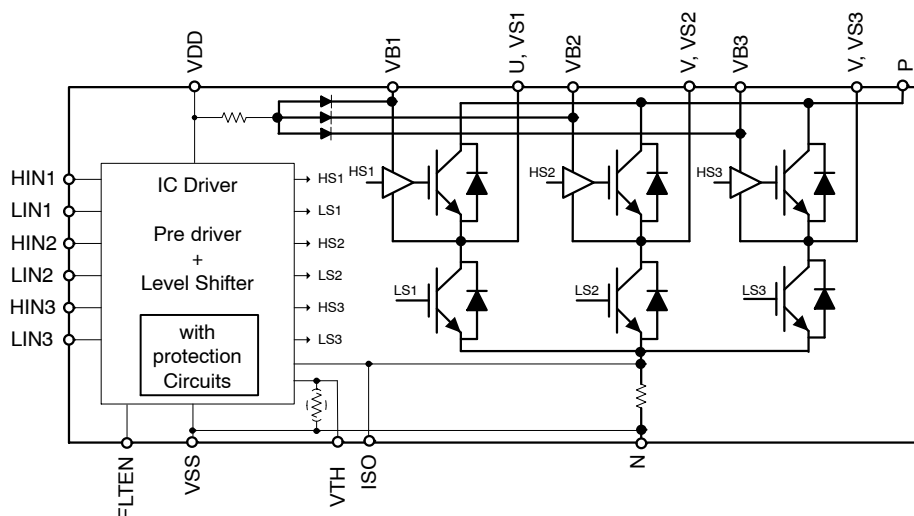 VDD
VB1
U, VS1
VB2
V, VS2
VB3
V, VS3
P
HIN1
LIN1
HIN2
LIN2
HIN3
LIN3
IC Driver
Pre driver
+
Level Shifter
with
protection
Circuits
HS1
LS1
HS2
LS2
HS3
LS3
HS1
HS2
HS3
LS1
LS2
LS3
FLTEN
VSS
VTH
ISO
N